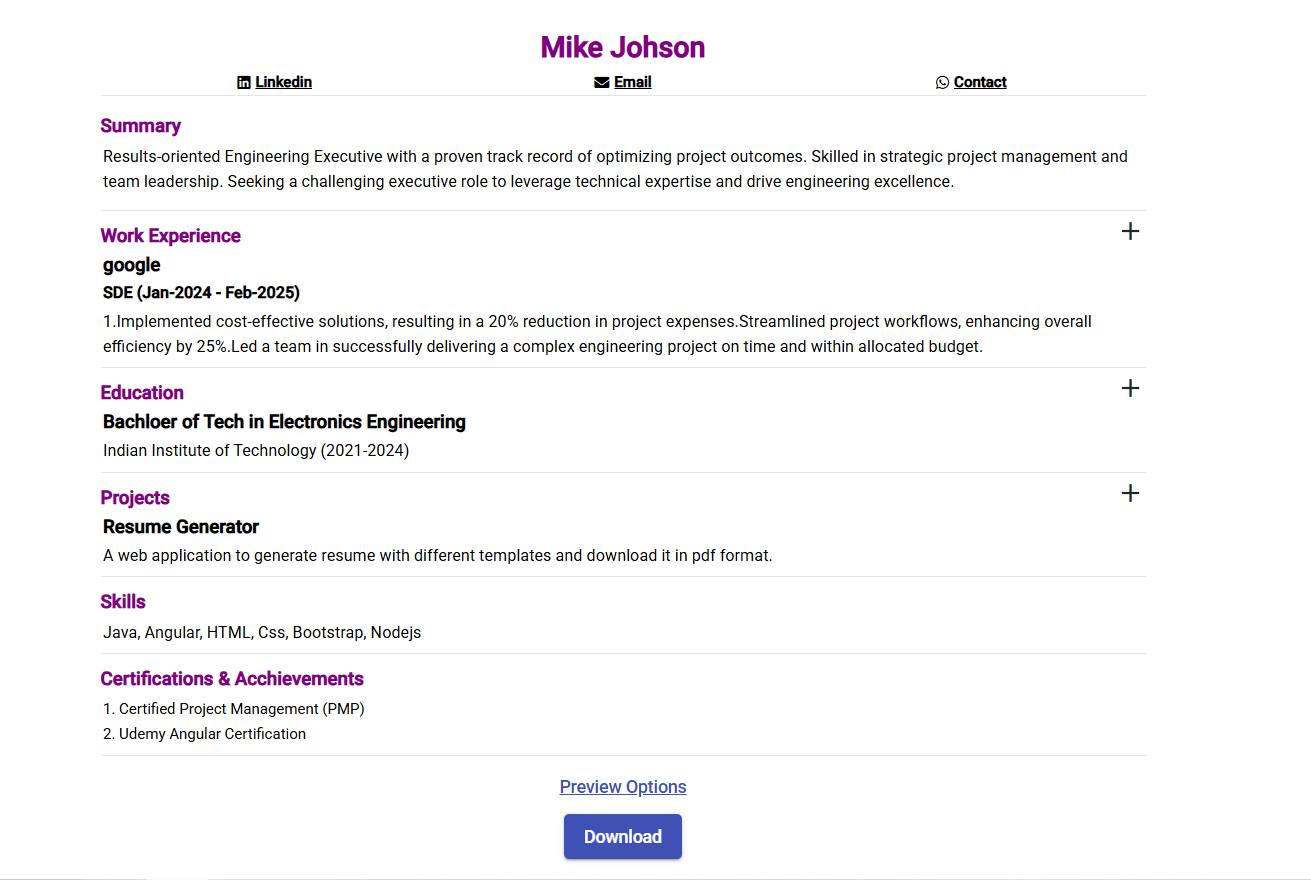 Mike Johson
Linkedin Email Contact
Summary
Results-oriented Engineering Executive with a proven track record of optimizing project outcomes. Skilled in strategic project management and
team leadership. Seeking a challenging executive role to leverage technical expertise and drive engineering excellence.
Work Experience
google
SDE (Jan-2024 - Feb-2025)
1.Implemented cost-effective solutions, resulting in a 20% reduction in project expenses.Streamlined project workflows, enhancing overall
efficiency by 25%.Led a team in successfully delivering a complex engineering project on time and within allocated budget.
Education
Bachloer of Tech in Electronics Engineering
Indian Institute of Technology (2021-2024)
Projects
Resume Generator
A web application to generate resume with different templates and download it in pdf format.
Skills
Java, Angular, HTML, Css, Bootstrap, Nodejs
Certifications & Acchievements
1. Certified Project Management (PMP)
2. Udemy Angular Certification
Preview Options
Download